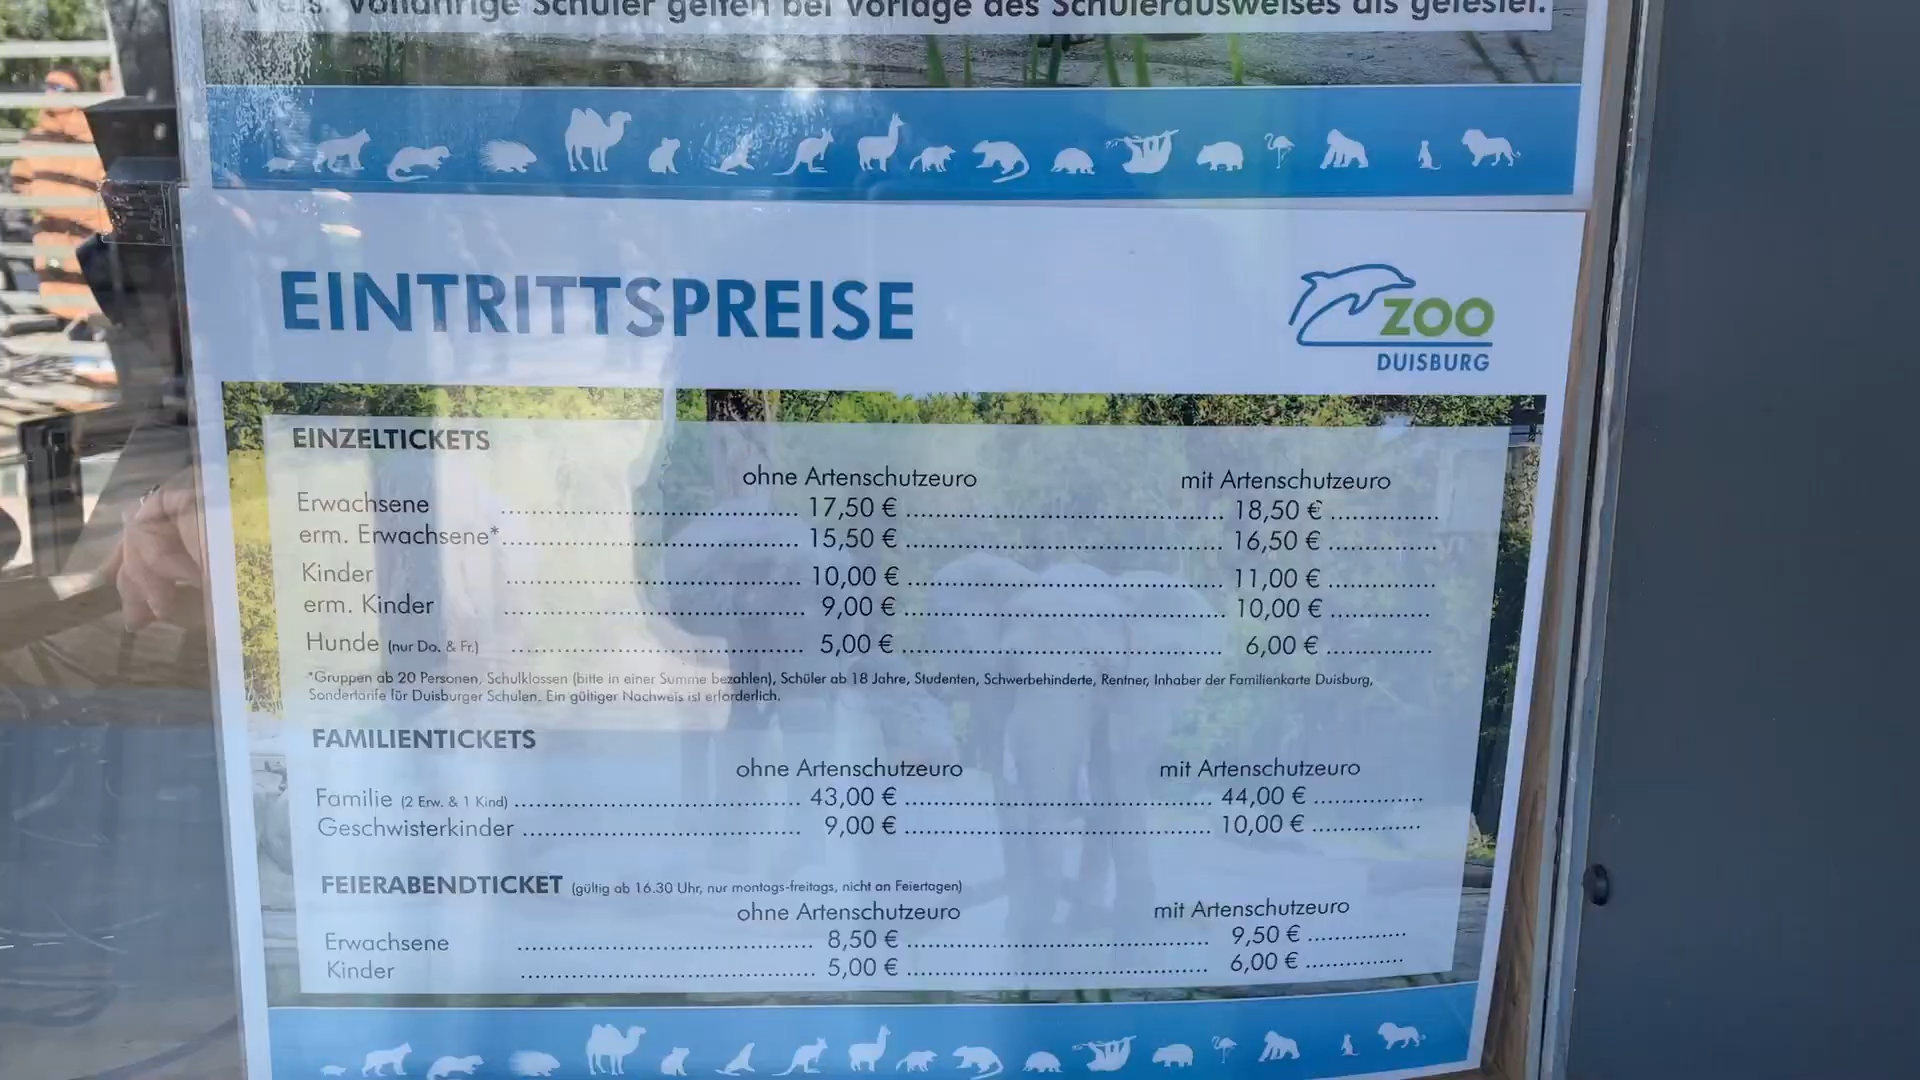 Vollährige Schüler gelten bei Vorlage des Schülerausweises als
EINTRITTSPREISE
ZOO
DUISBURG
EINZELTICKETS
ohne Artenschutzeuro mit Artenschutzeuro
Erwachsene 17,50 € 18,50 €
erm. Erwachsene* 15,50 € 16,50 €
Kinder 10,00 € 11,00 €
erm. Kinder 9,00 € 10,00 €
Hunde (nur Do. & Fr.) 5,00 € 6,00 €
*Gruppen ab 20 Personen, Schulklassen (bitte in einer Summe bezahlen), Schüler ab 18 Jahre, Studenten, Schwerbehinderte, Rentner, Inhaber der Familienkarte Duisburg,
Sondertarife für Duisburger Schulen. Ein gültiger Nachweis ist erforderlich.
FAMILIENTICKETS
ohne Artenschutzeuro mit Artenschutzeuro
Familie (2 Erw. & 1 Kind) 43,00 € 44,00 €
Geschwisterkinder 9,00 € 10,00 €
FEIERABENDTICKET (gültig ab 16.30 Uhr, nur montags-freitags, nicht an Feiertagen)
ohne Artenschutzeuro mit Artenschutzeuro
Erwachsene 8,50 € 9,50 €
Kinder 5,00 € 6,00 €